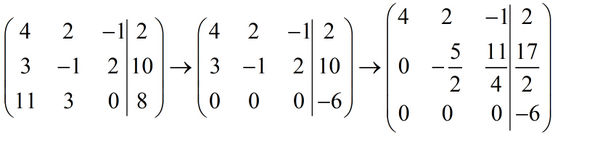 ( 4 2 −1 | 2 ) → ( 4 2 −1 | 2 ) → ( 4 2 −1 | 2 )
( 3 −1 2 | 10 ) ( 3 −1 2 | 10 ) ( 0 −5/2 11/4 | 17/2 )
( 11 3 0 | 8 ) ( 0 0 0 | −6 ) ( 0 0 0 | −6 )